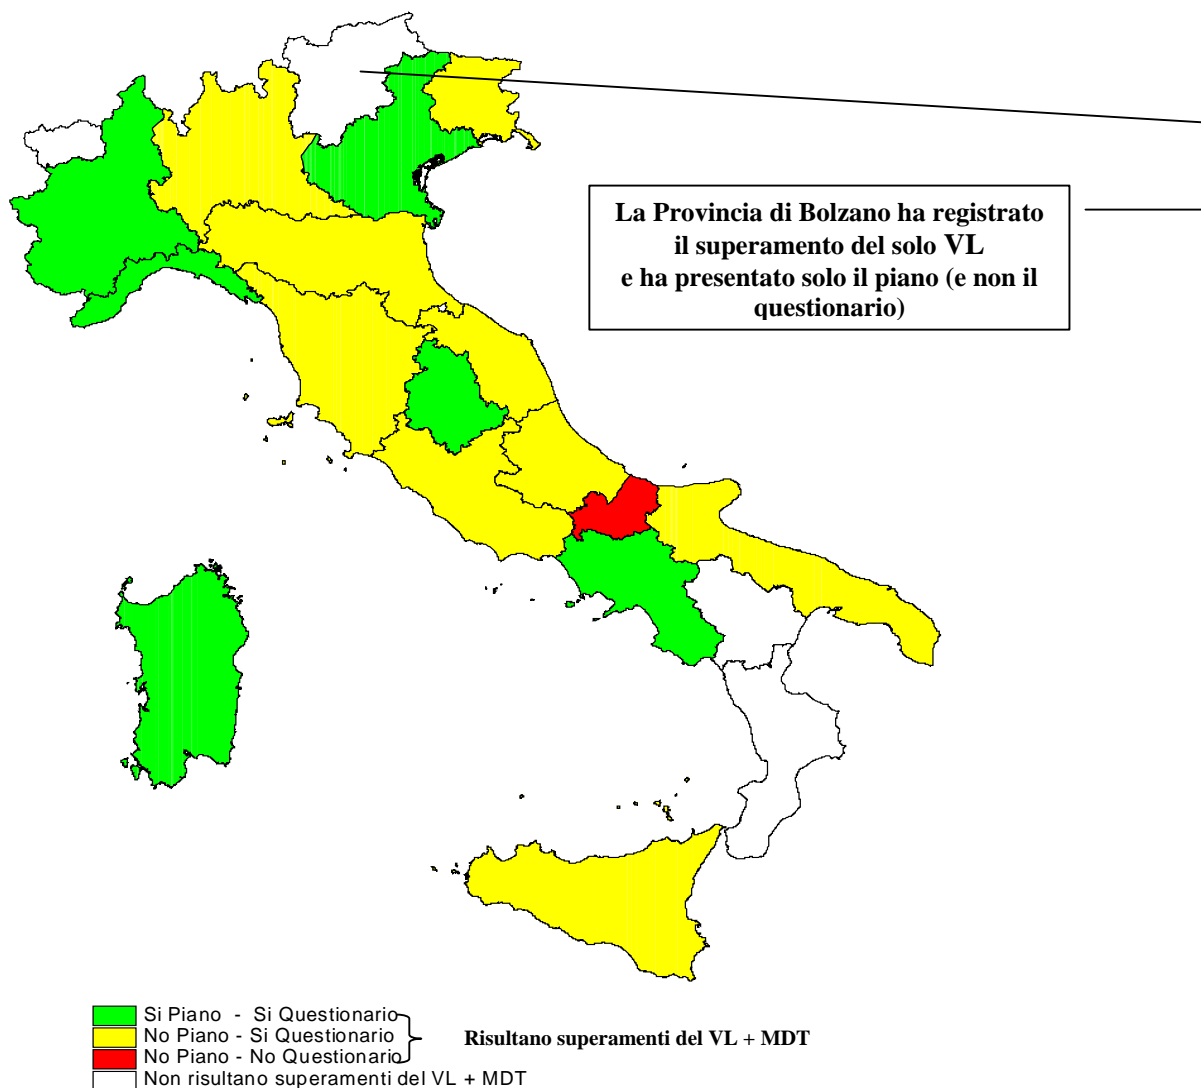 La Provincia di Bolzano ha registrato
il superamento del solo VL
e ha presentato solo il piano (e non il
questionario)
Si Piano - Si Questionario
No Piano - Si Questionario
No Piano - No Questionario
Risultano superamenti del VL + MDT
Non risultano superamenti del VL + MDT